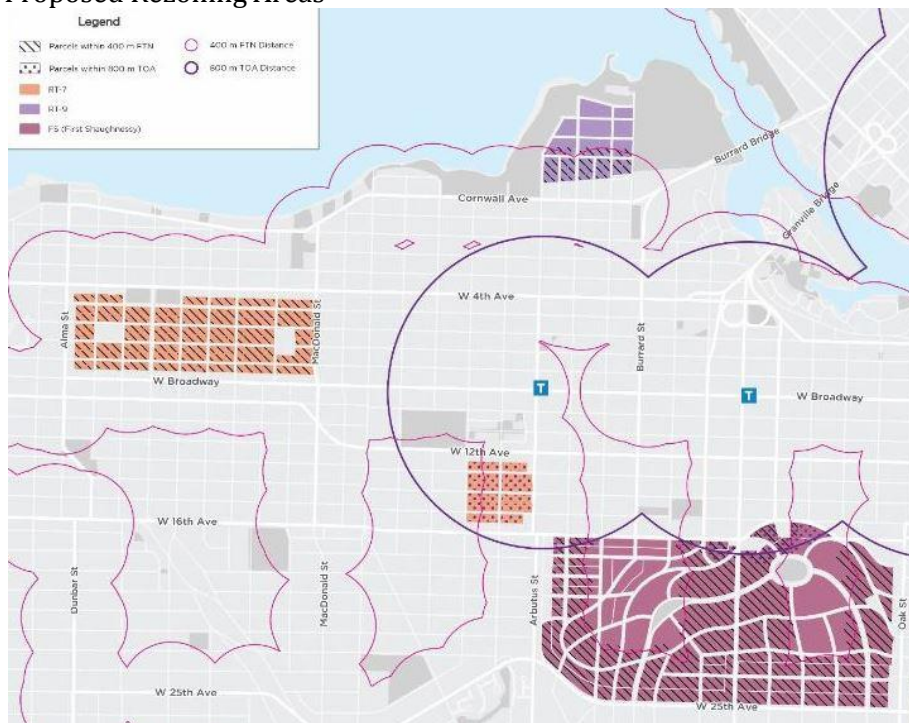 Proposed Rezoning Areas
Legend
Parcels within 400 m FTN
400 m FTN Distance
Parcels within 800 m TOA
800 m TOA Distance
RT-7
RT-9
FS (First Shaughnessy)
Burrard Bridge
Cornwall Ave
Granville Bridge
W 4th Ave
Alma St
MacDonald St
Burrard St
W Broadway
T
T
W Broadway
W 12th Ave
W 16th Ave
Dunbar St
MacDonald St
Arbutus St
Oak St
W 25th Ave
W 25th Ave